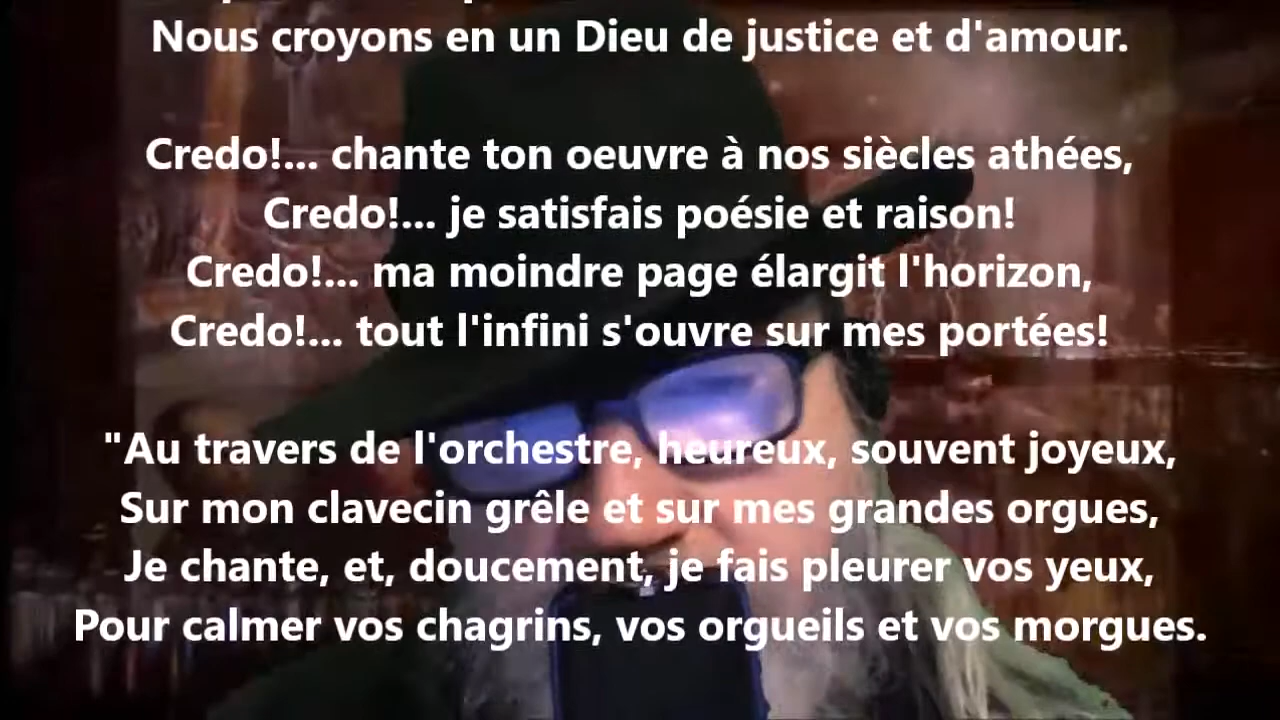 Nous croyons en un Dieu de justice et d'amour.
Credo!... chante ton oeuvre à nos siècles athées,
Credo!... je satisfais poésie et raison!
Credo!... ma moindre page élargit l'horizon,
Credo!... tout l'infini s'ouvre sur mes portées!
"Au travers de l'orchestre, heureux, souvent joyeux,
Sur mon clavecin grêle et sur mes grandes orgues,
Je chante, et, doucement, je fais pleurer vos yeux,
Pour calmer vos chagrins, vos orgueils et vos morgues.